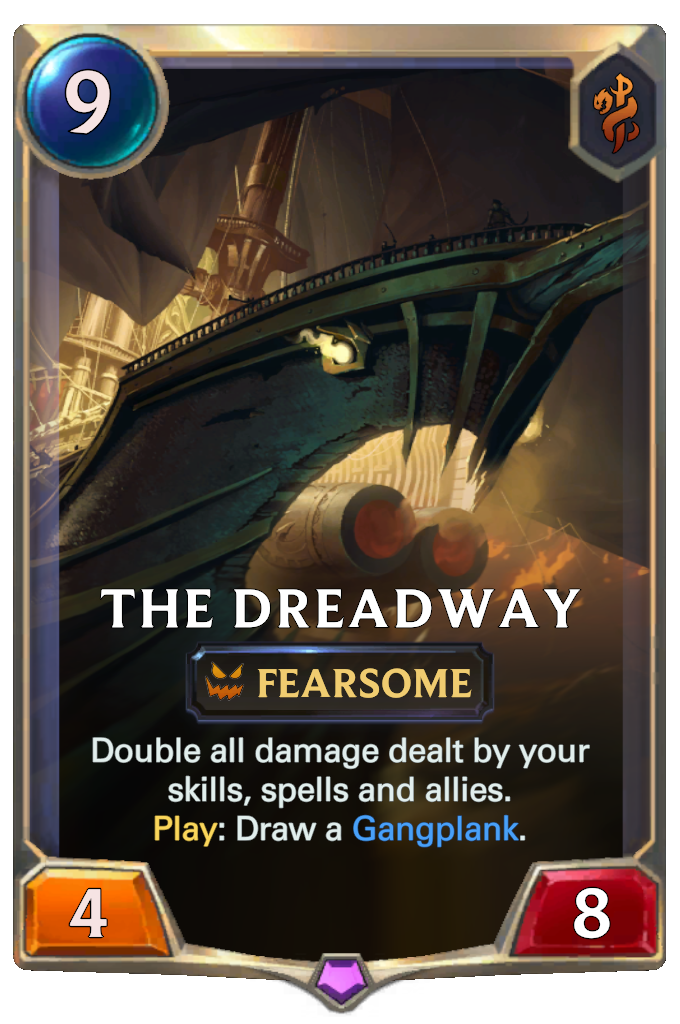 9
THE DREADWAY
FEARSOME
Double all damage dealt by your
skills, spells and allies.
Play: Draw a Gangplank.
4
8